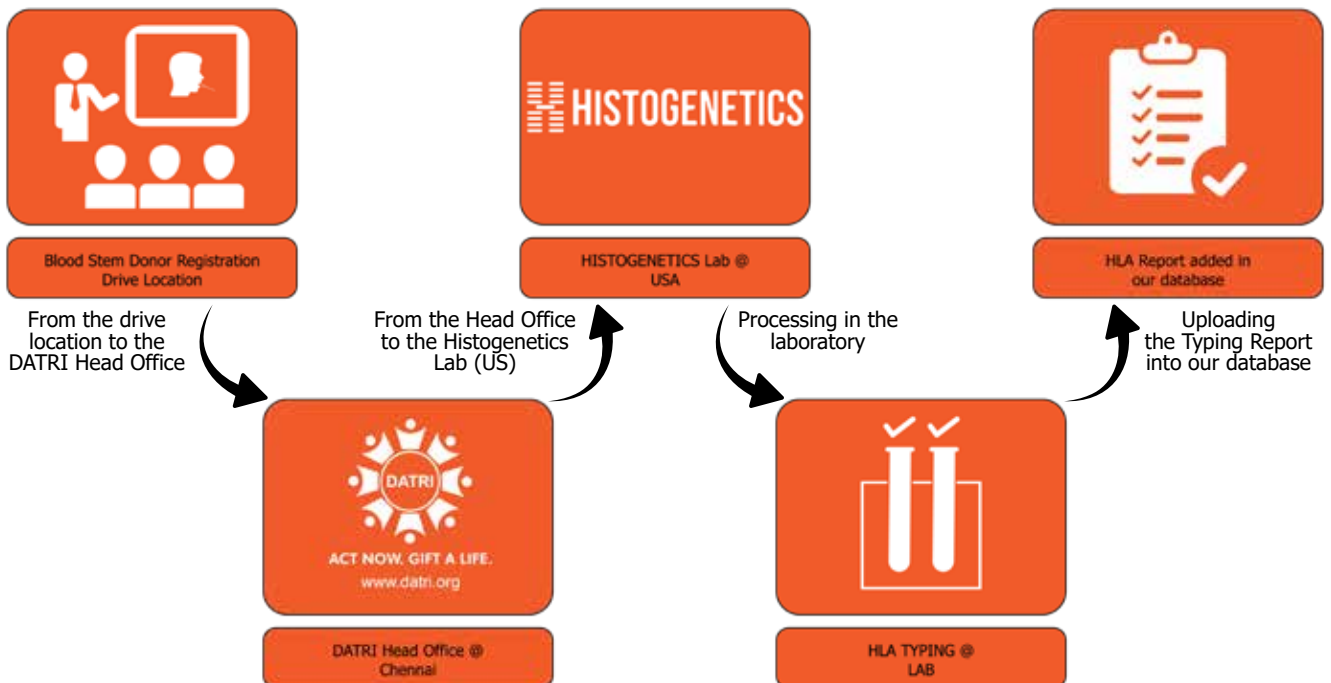 HISTOGENETICS
Blood Stem Donor Registration
Drive Location
HISTOGENETICS Lab @
USA
HLA Report added in
our database
From the drive
location to the
DATRI Head Office
From the Head Office
to the Histogenetics
Lab (US)
Processing in the
laboratory
Uploading
the Typing Report
into our database
DATRI
ACT NOW. GIFT A LIFE.
www.datri.org
DATRI Head Office @
Chennai
HLA TYPING @
LAB